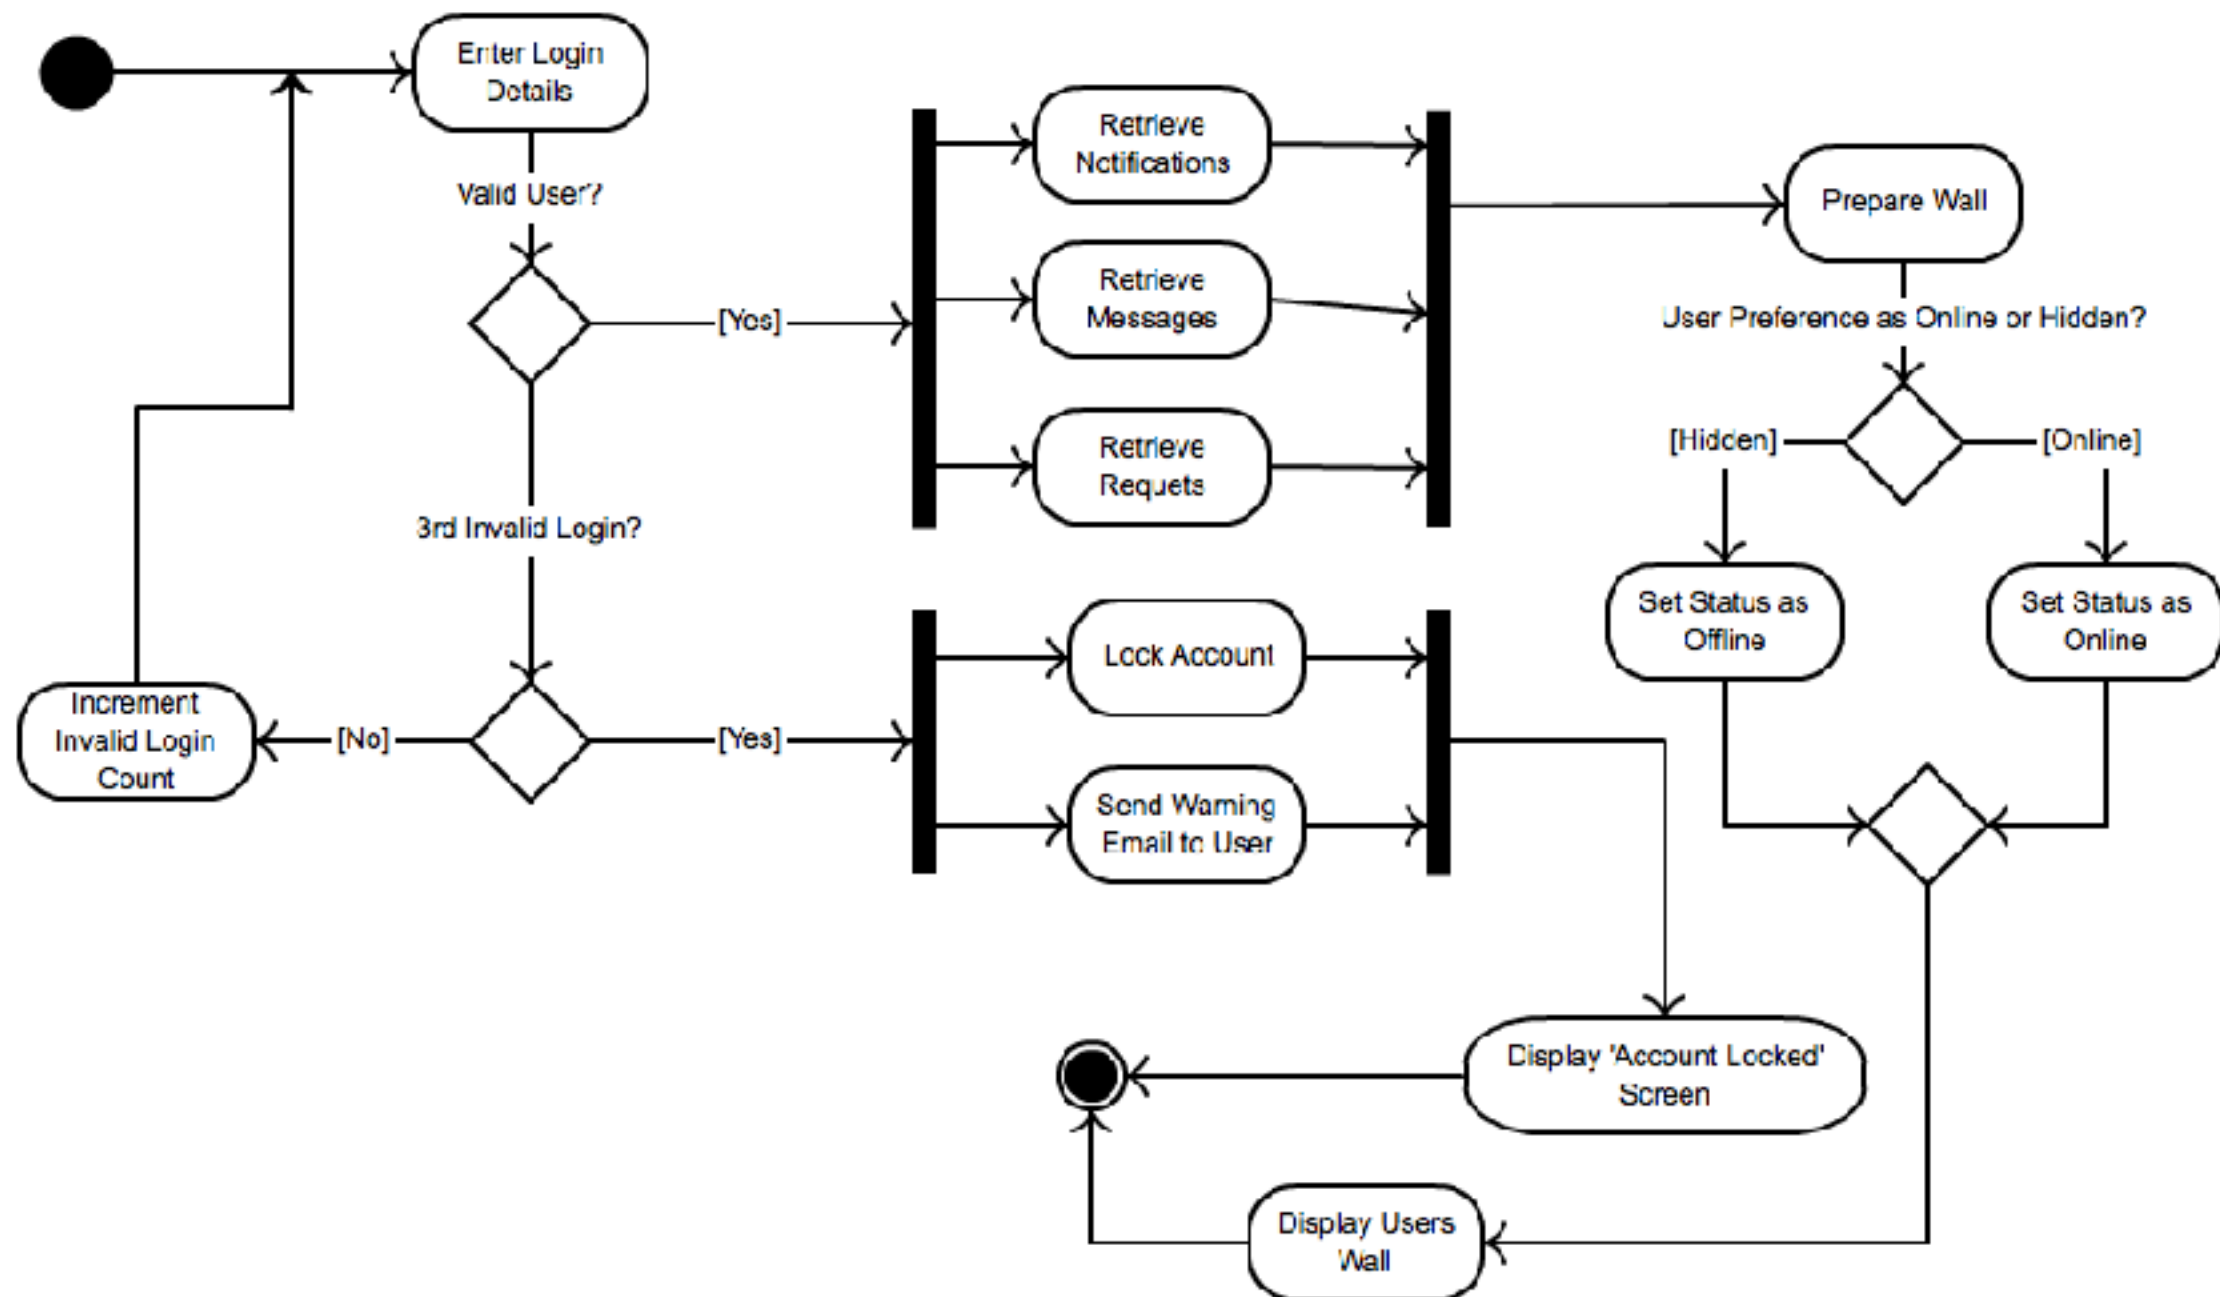 Enter Login
Details
Valid User?
[Yes]
3rd Invalid Login?
[No]
[Yes]
Increment
Invalid Login
Count
Retrieve
Notifications
Retrieve
Messages
Retrieve
Requets
Lock Account
Send Warning
Email to User
Prepare Wall
User Preference as Online or Hidden?
[Hidden]
[Online]
Set Status as
Offline
Set Status as
Online
Display 'Account Locked'
Screen
Display Users
Wall